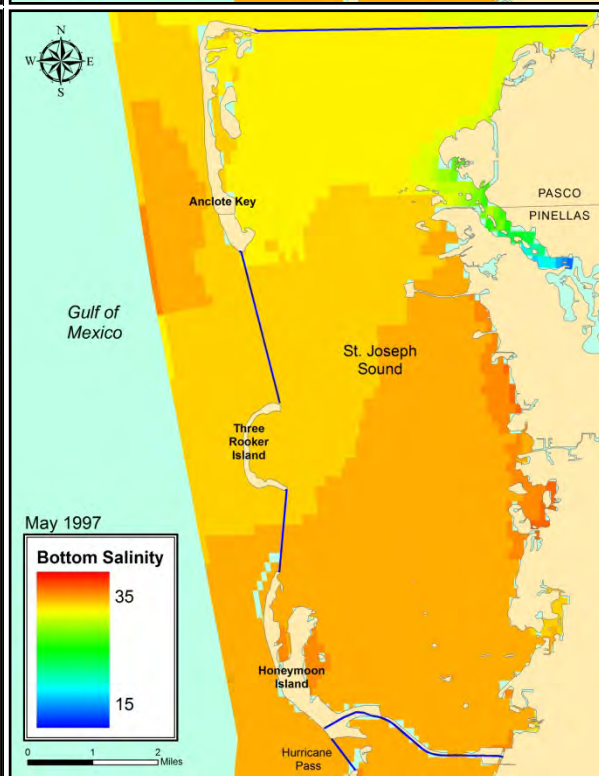 N
W E
S
Anclote Key
PASCO
PINELLAS
Gulf of
Mexico
St. Joseph
Sound
Three
Rooker
Island
May 1997
Bottom Salinity
35
15
Honeymoon
Island
Hurricane
Pass
0 1 2
Miles